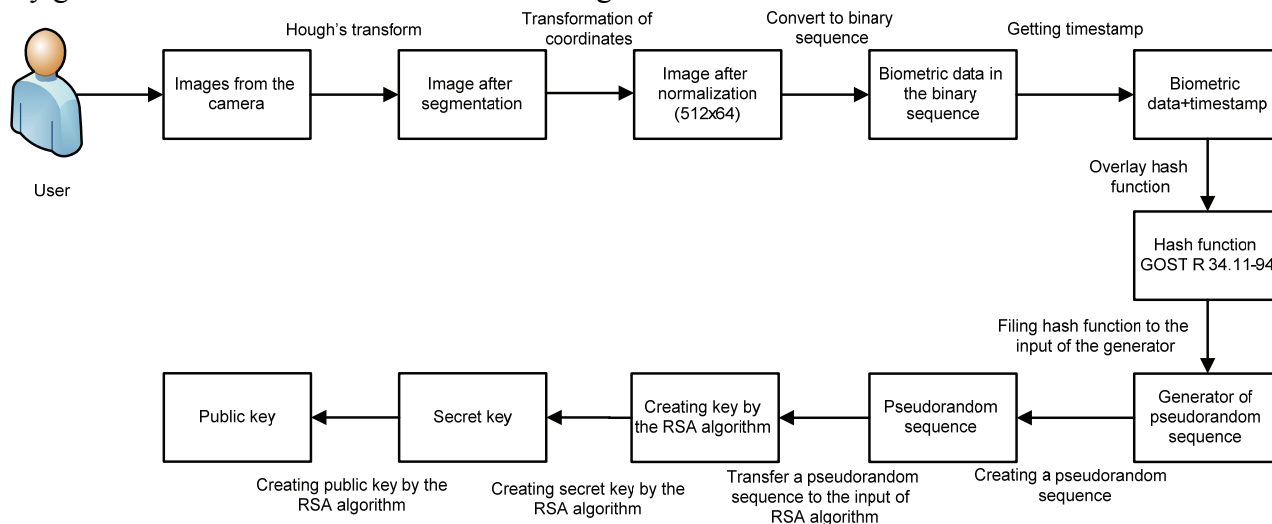 Hough's transform
Transformation of
coordinates
Convert to binary
sequence
Getting timestamp
Images from the
camera
Image after
segmentation
Image after
normalization
(512x64)
Biometric data in
the binary
sequence
Biometric
data+timestamp
User
Overlay hash
function
Hash function
GOST R 34.11-94
Filing hash function to the
input of the generator
Public key
Secret key
Creating key by
the RSA algorithm
Pseudorandom
sequence
Generator of
pseudorandom
sequence
Creating public key by the
RSA algorithm
Creating secret key by the
RSA algorithm
Transfer a pseudorandom
sequence to the input of
RSA algorithm
Creating a pseudorandom
sequence